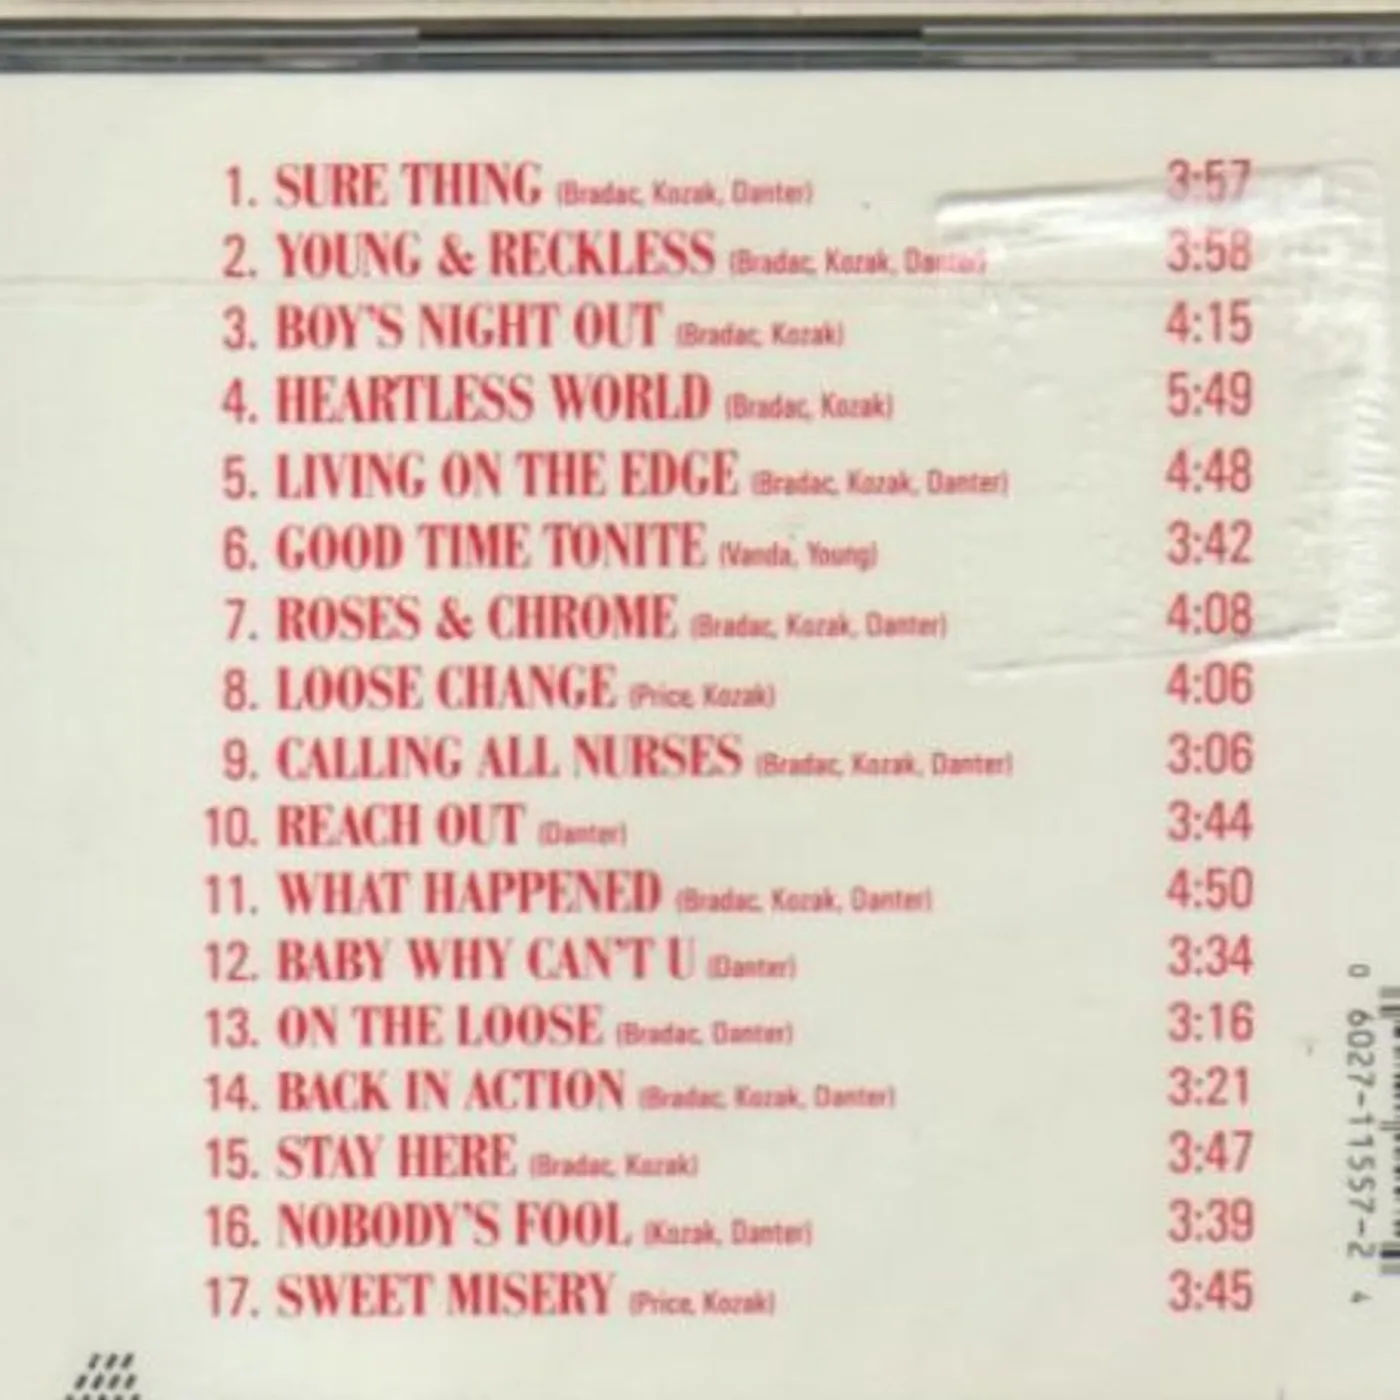 1. SURE THING (Bradac, Kozak, Danter) 3:57
2. YOUNG & RECKLESS (Bradac, Kozak, Danter) 3:58
3. BOY'S NIGHT OUT (Bradac, Kozak) 4:15
4. HEARTLESS WORLD (Bradac, Kozak) 5:49
5. LIVING ON THE EDGE (Bradac, Kozak, Danter) 4:48
6. GOOD TIME TONITE (Vanda, Young) 3:42
7. ROSES & CHROME (Bradac, Kozak, Danter) 4:08
8. LOOSE CHANGE (Price, Kozak) 4:06
9. CALLING ALL NURSES (Bradac, Kozak, Danter) 3:06
10. REACH OUT (Danter) 3:44
11. WHAT HAPPENED (Bradac, Kozak, Danter) 4:50
12. BABY WHY CAN'T U (Danter) 3:34
13. ON THE LOOSE (Bradac, Danter) 3:16
14. BACK IN ACTION (Bradac, Kozak, Danter) 3:21
15. STAY HERE (Bradac, Kozak) 3:47
16. NOBODY'S FOOL (Kozak, Danter) 3:39
17. SWEET MISERY (Price, Kozak) 3:45
0 6027-11557-2 4